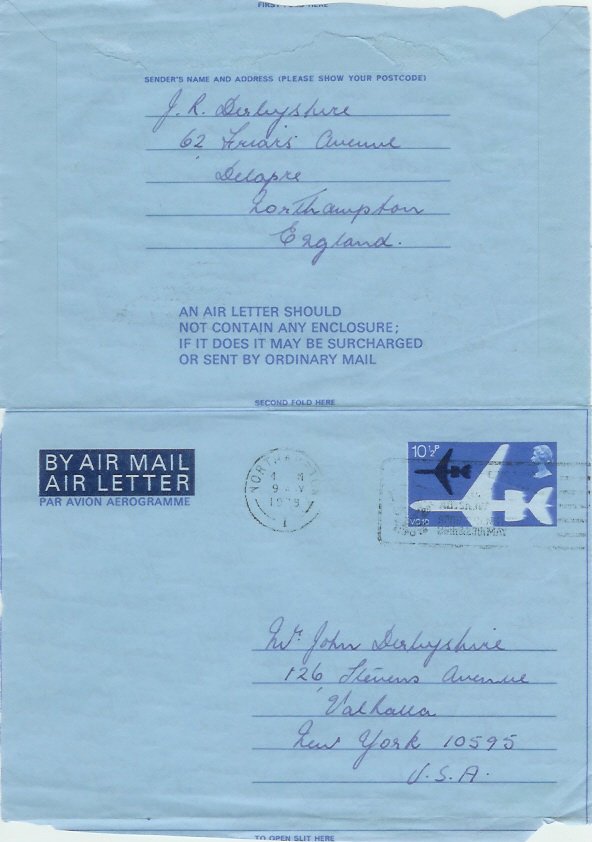 FIRST FOLD HERE
SENDER'S NAME AND ADDRESS (PLEASE SHOW YOUR POSTCODE)
J. R. Derbyshire
62 Friars Avenue
Delapre
Northampton
England.
AN AIR LETTER SHOULD
NOT CONTAIN ANY ENCLOSURE;
IF IT DOES IT MAY BE SURCHARGED
OR SENT BY ORDINARY MAIL
SECOND FOLD HERE
BY AIR MAIL
AIR LETTER
PAR AVION AEROGRAMME
NORTHAMPTON
1
10½P
VC10
Mr. John Derbyshire
126 Stevens Avenue
Valhalla
New York 10595
U.S.A.
TO OPEN SLIT HERE